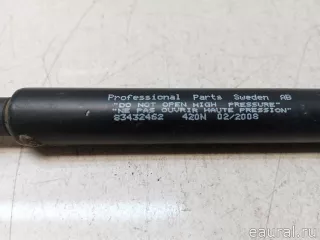 Professional Parts Sweden AB
"DO NOT OPEN HIGH PRESSURE"
"NE PAS OUVRIR HAUTE PRESSION"
83432462 420N 02/2008
eaural.ru